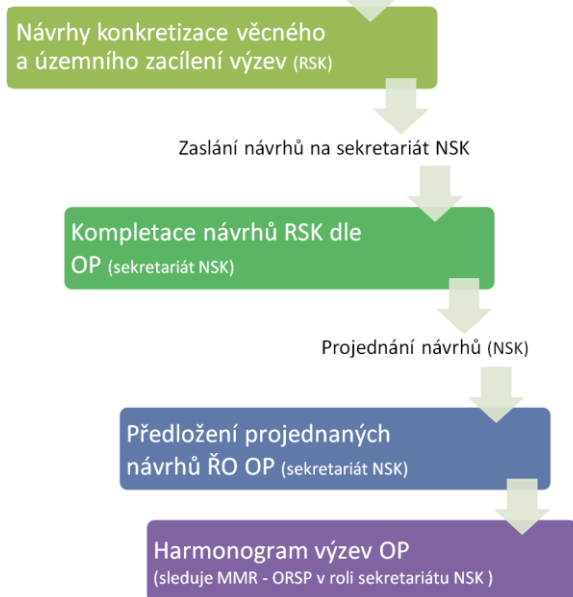 Návrhy konkretizace věcného
a územního zacílení výzev (RSK)
Zaslání návrhů na sekretariát NSK
Kompletace návrhů RSK dle
OP (sekretariát NSK)
Projednání návrhů (NSK)
Předložení projednaných
návrhů ŘO OP (sekretariát NSK)
Harmonogram výzev OP
(sleduje MMR - ORSP v roli sekretariátu NSK )